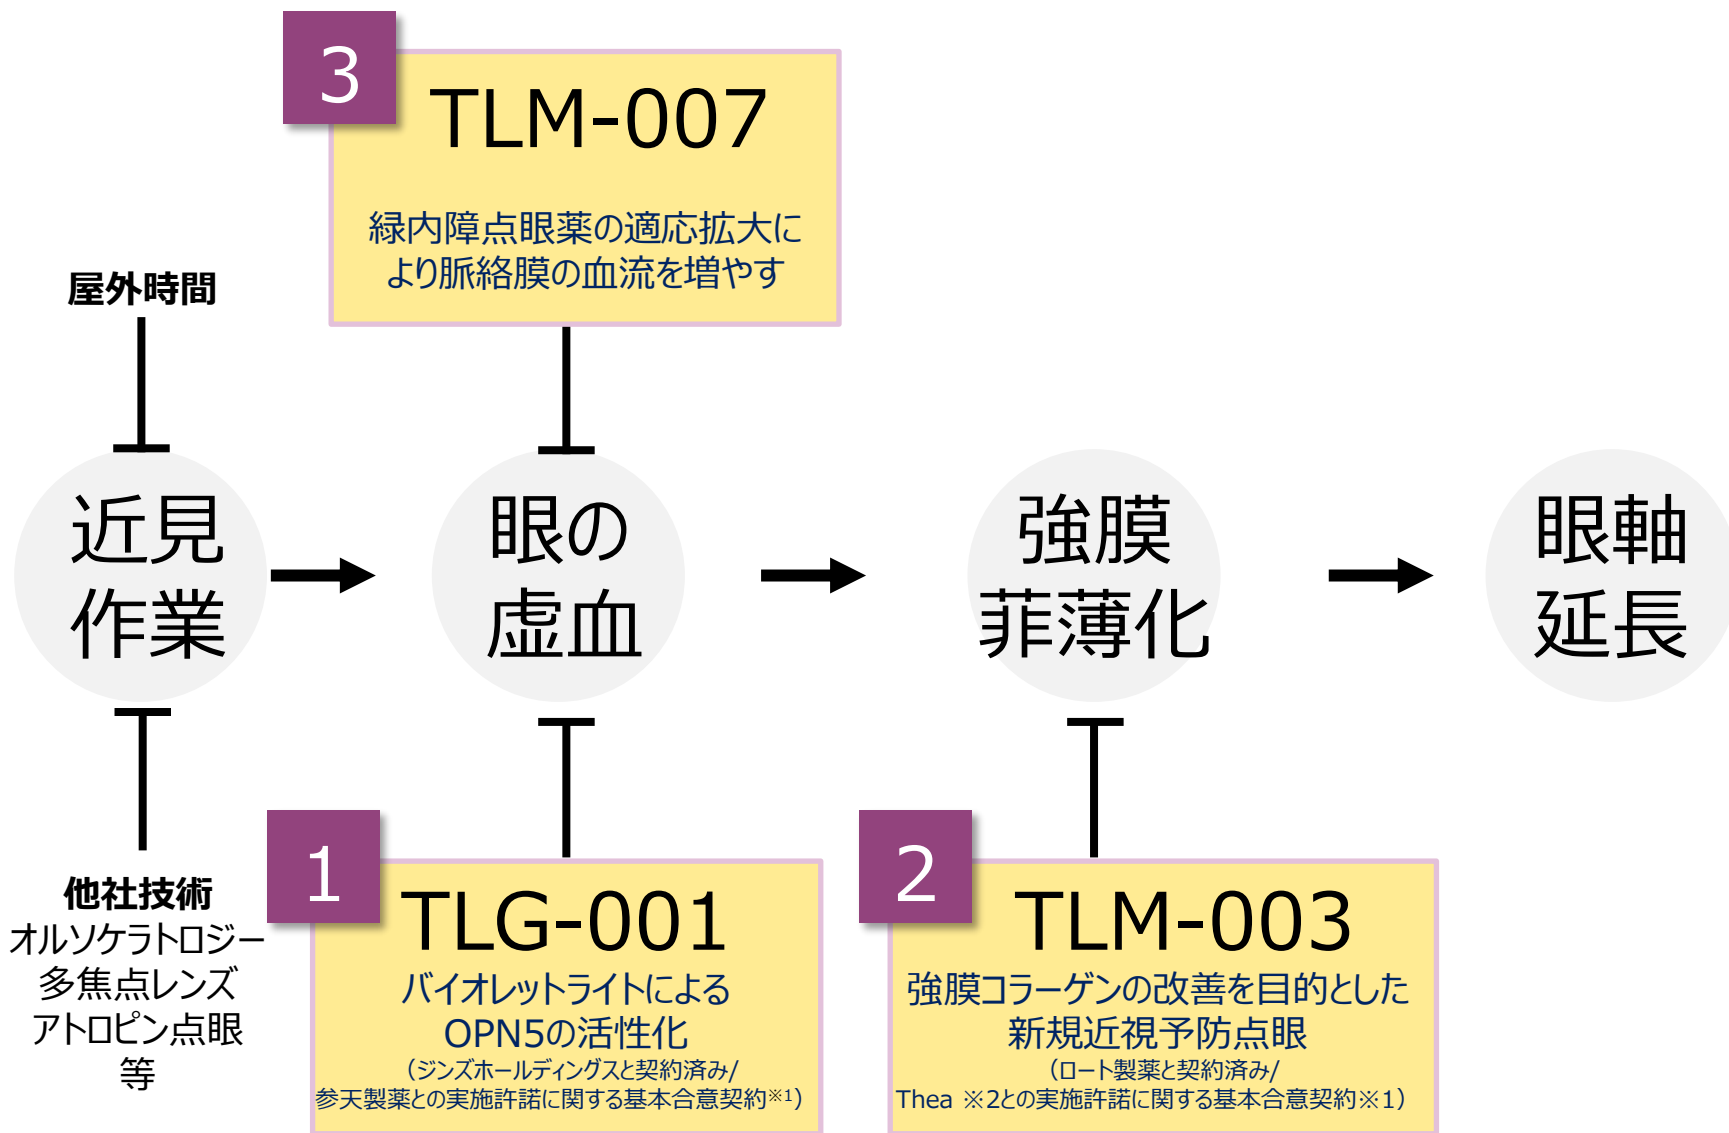 3
TLM-007
緑内障点眼薬の適応拡大に
より脈絡膜の血流を増やす
屋外時間
近見
作業
眼の
虚血
強膜
菲薄化
眼軸
延長
他社技術
オルソケラトロジー
多焦点レンズ
アトロピン点眼
等
1
TLG-001
バイオレットライトによる
OPN5の活性化
(ジンズホールディングスと契約済み/
参天製薬との実施許諾に関する基本合意契約※1)
2
TLM-003
強膜コラーゲンの改善を目的とした
新規近視予防点眼
(ロート製薬と契約済み/
Thea ※2との実施許諾に関する基本合意契約※1)